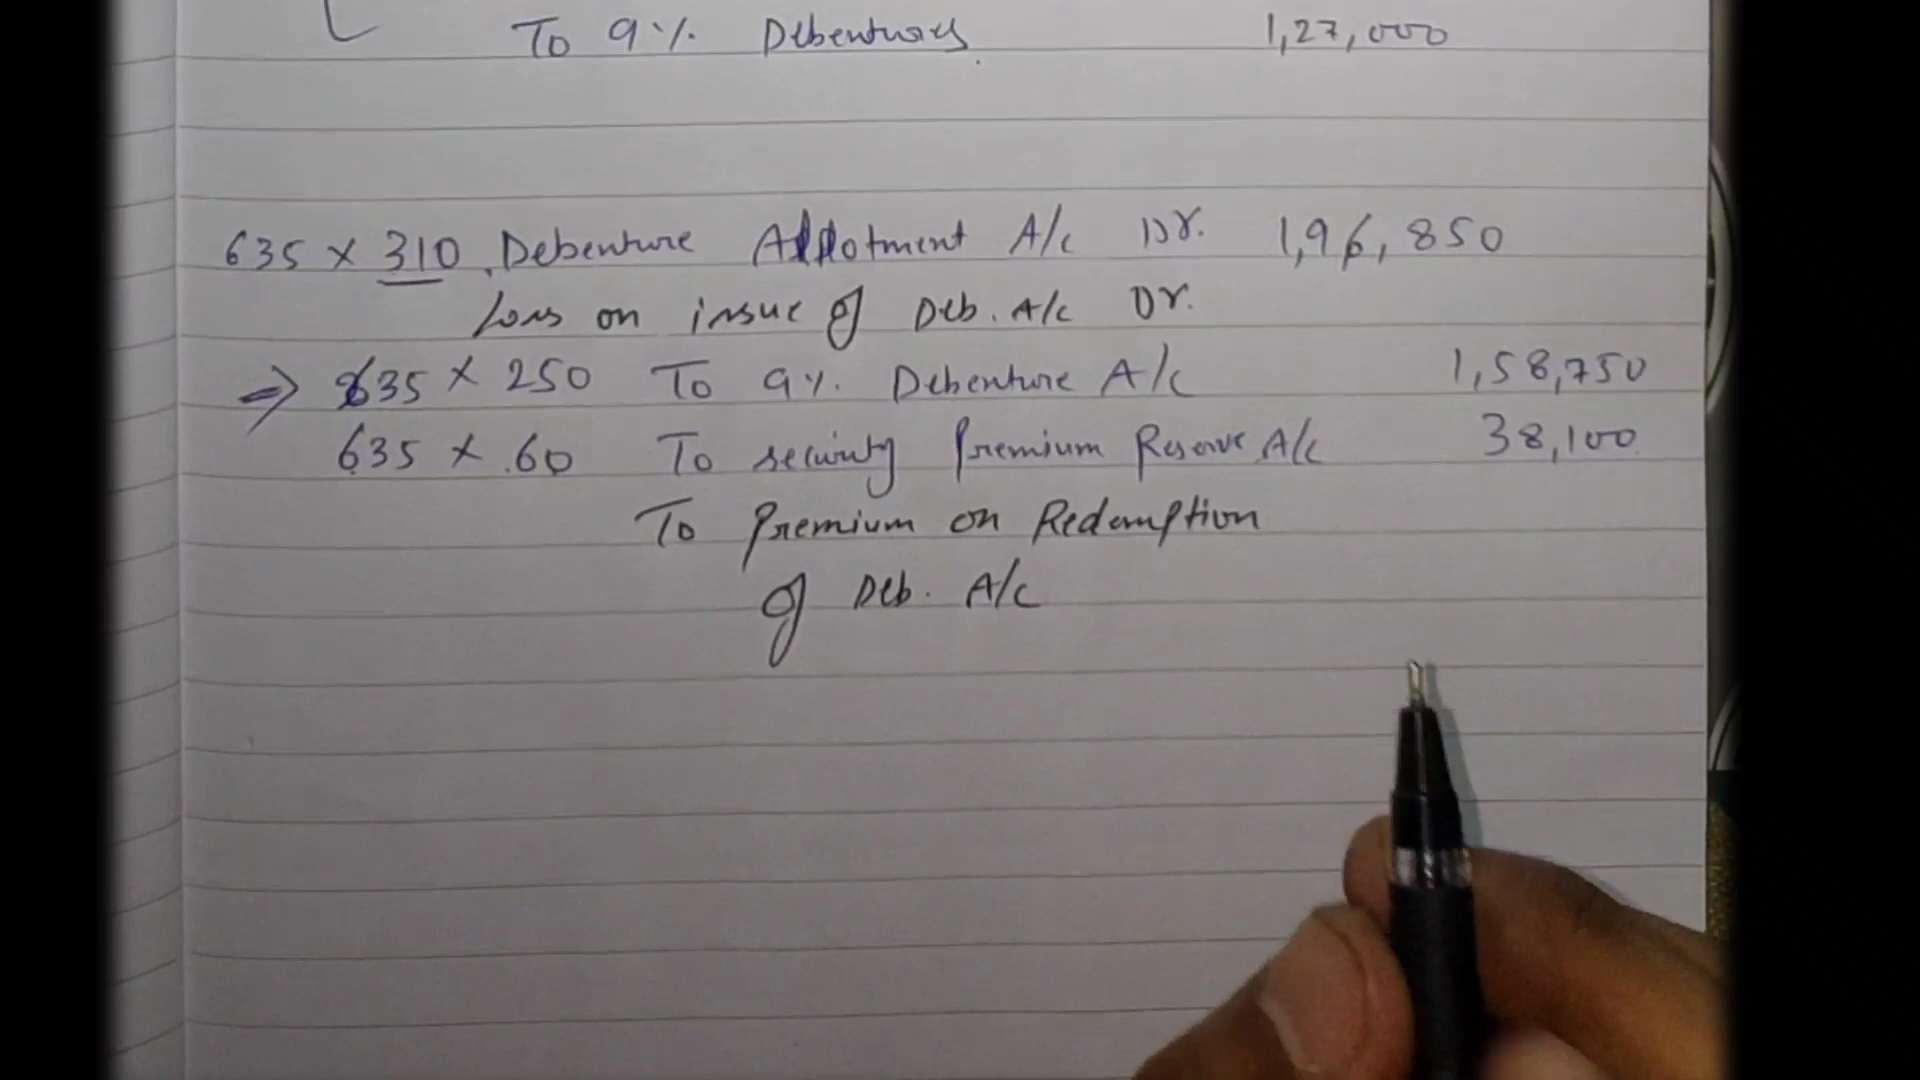 To 9% Debentures 1,27,000
635 x 310 Debenture Allotment A/c Dr. 1,96,850
Loss on issue of Deb. A/c Dr.
⇒ 635 x 250 To 9% Debenture A/c 1,58,750
635 x 60 To security Premium Reserve A/c 38,100
To Premium on Redemption
of Deb. A/c